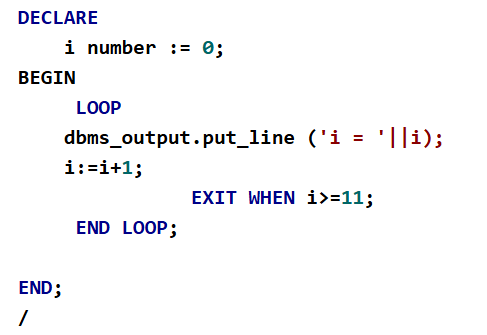 DECLARE
    i number := 0;
BEGIN
     LOOP
    dbms_output.put_line ('i = '||i);
    i:=i+1;
               EXIT WHEN i>=11;
     END LOOP;

END;
/